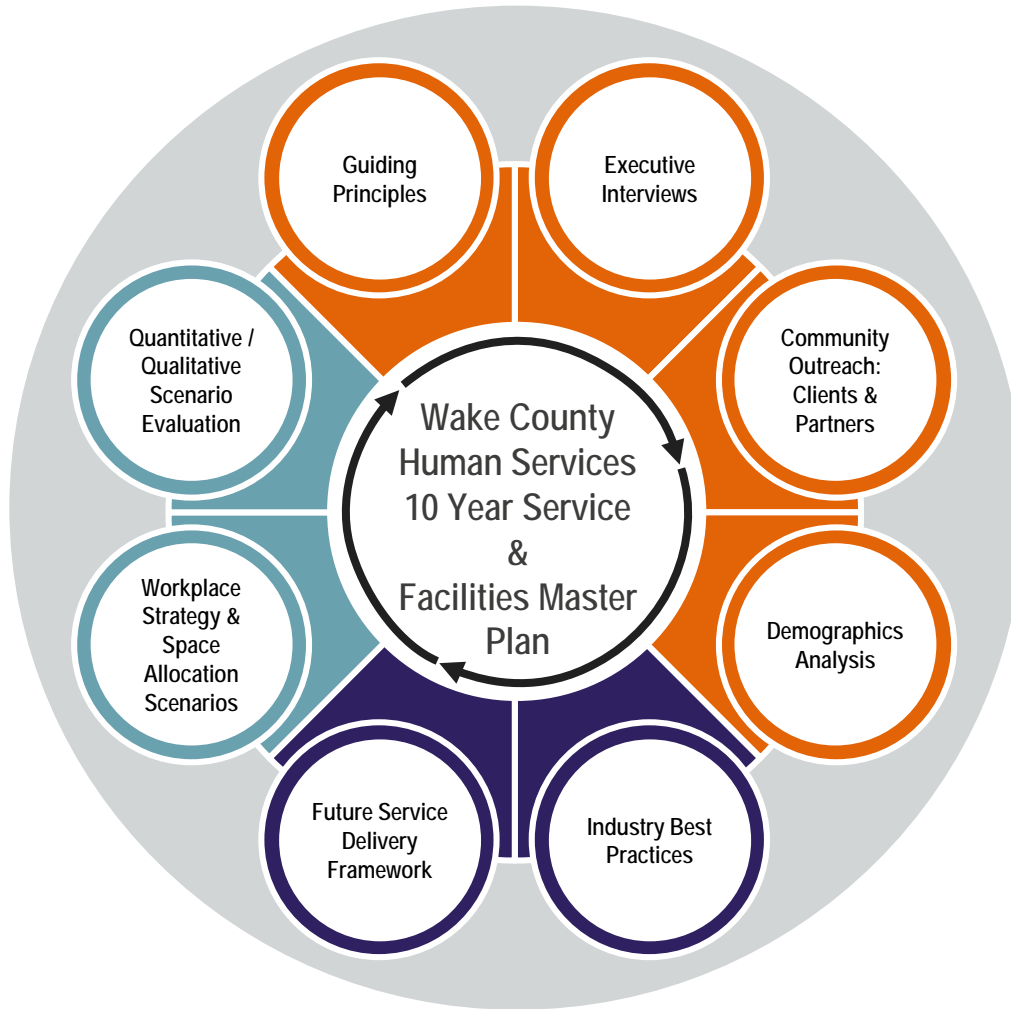 Guiding
Principles
Executive
Interviews
Community
Outreach:
Clients &
Partners
Demographics
Analysis
Industry Best
Practices
Future Service
Delivery
Framework
Workplace
Strategy &
Space
Allocation
Scenarios
Quantitative /
Qualitative
Scenario
Evaluation
Wake County
Human Services
10 Year Service
&
Facilities Master
Plan